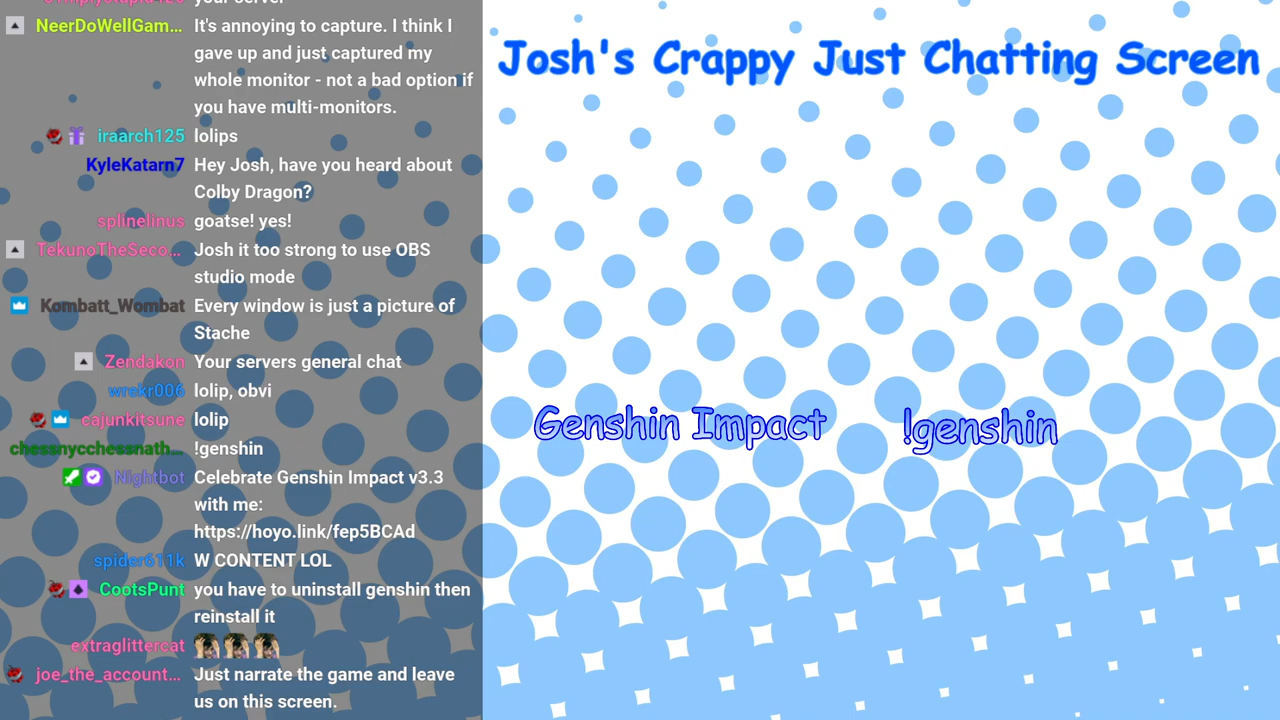 your server
NeerDoWellGam... It's annoying to capture. I think I
gave up and just captured my
whole monitor - not a bad option if
you have multi-monitors.
iraarch125 lolips
KyleKatarn7 Hey Josh, have you heard about
Colby Dragon?
splinelinus goatse! yes!
TekunoTheSeco... Josh it too strong to use OBS
studio mode
Kombatt_Wombat Every window is just a picture of
Stache
Zendakon Your servers general chat
wrekr006 lolip, obvi
cajunkitsune lolip
chessnycchessnath... !genshin
Nightbot Celebrate Genshin Impact v3.3
with me:
https://hoyo.link/fep5BCAd
spider611k W CONTENT LOL
CootsPunt you have to uninstall genshin then
reinstall it
extraglittercat
joe_the_account... Just narrate the game and leave
us on this screen.
Josh's Crappy Just Chatting Screen
Genshin Impact !genshin